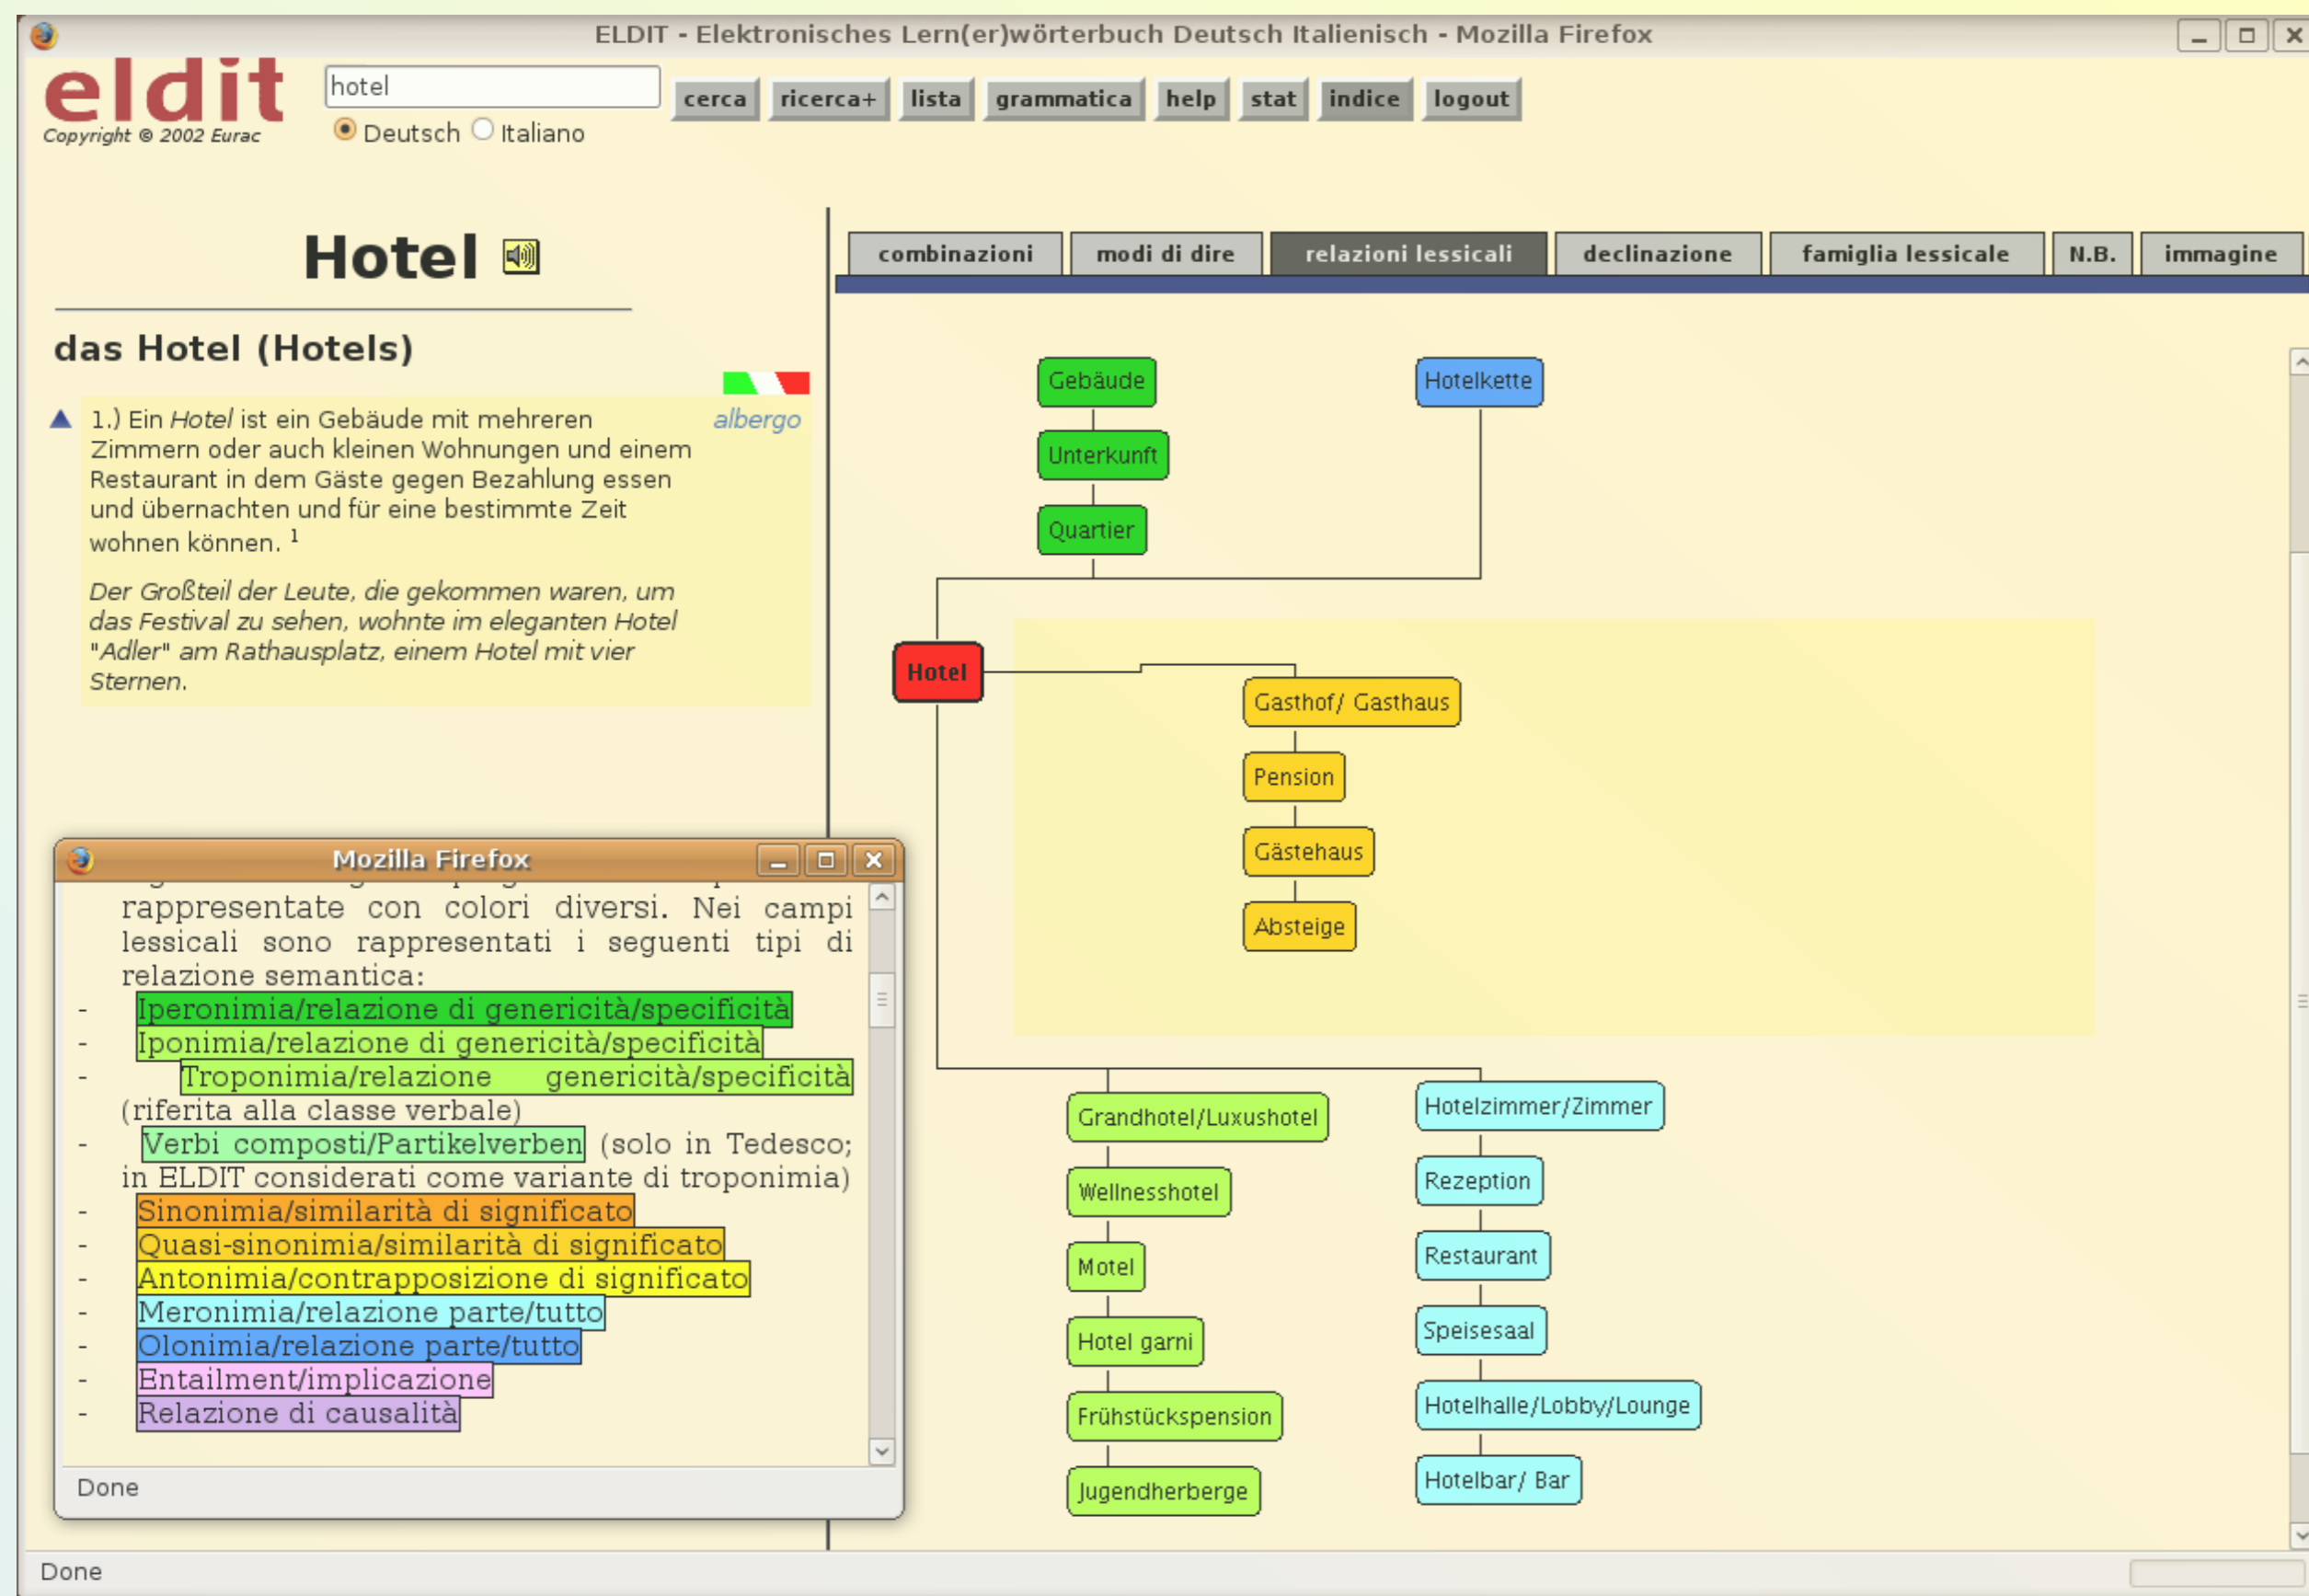 ELDIT - Elektronisches Lern(er)wörterbuch Deutsch Italienisch - Mozilla Firefox
eldit
Copyright © 2002 Eurac
hotel
Deutsch Italiano
cerca ricerca+ lista grammatica help stat indice logout
Hotel
das Hotel (Hotels)
1.) Ein Hotel ist ein Gebäude mit mehreren
Zimmern oder auch kleinen Wohnungen und einem
Restaurant in dem Gäste gegen Bezahlung essen
und übernachten und für eine bestimmte Zeit
wohnen können. 1
albergo
Der Großteil der Leute, die gekommen waren, um
das Festival zu sehen, wohnte im eleganten Hotel
"Adler" am Rathausplatz, einem Hotel mit vier
Sternen.
combinazioni modi di dire relazioni lessicali declinazione famiglia lessicale N.B. immagine
Gebäude
Unterkunft
Quartier
Hotelkette
Hotel
Gasthof/ Gasthaus
Pension
Gästehaus
Absteige
Grandhotel/Luxushotel
Wellnesshotel
Motel
Hotel garni
Frühstückspension
Jugendherberge
Hotelzimmer/Zimmer
Rezeption
Restaurant
Speisesaal
Hotelhalle/Lobby/Lounge
Hotelbar/ Bar
Mozilla Firefox
rappresentate con colori diversi. Nei campi
lessicali sono rappresentati i seguenti tipi di
relazione semantica:
- Iperonimia/relazione di genericità/specificità
- Iponimia/relazione di genericità/specificità
- Troponimia/relazione genericità/specificità
(riferita alla classe verbale)
- Verbi composti/Partikelverben (solo in Tedesco;
in ELDIT considerati come variante di troponimia)
- Sinonimia/similarità di significato
- Quasi-sinonimia/similarità di significato
- Antonimia/contrapposizione di significato
- Meronimia/relazione parte/tutto
- Olonimia/relazione parte/tutto
- Entailment/implicazione
- Relazione di causalità
Done
Done